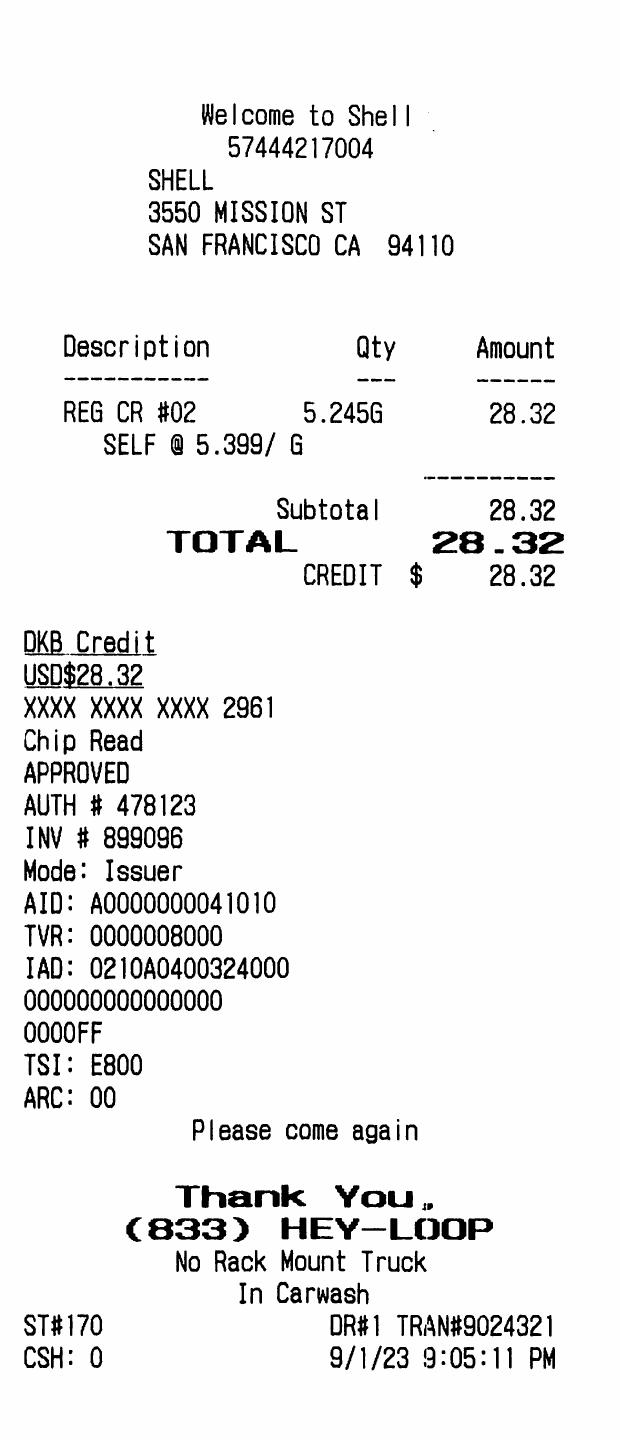 Welcome to Shell
57444217004
SHELL
3550 MISSION ST
SAN FRANCISCO CA 94110
Description Qty Amount
----------- --- ------
REG CR #02 5.245G 28.32
SELF @ 5.399/ G
----------
Subtotal 28.32
TOTAL 28.32
CREDIT $ 28.32
DKB Credit
USD$28.32
XXXX XXXX XXXX 2961
Chip Read
APPROVED
AUTH # 478123
INV # 899096
Mode: Issuer
AID: A0000000041010
TVR: 0000008000
IAD: 0210A0400324000
000000000000000
0000FF
TSI: E800
ARC: 00
Please come again
Thank You,
(833) HEY-LOOP
No Rack Mount Truck
In Carwash
ST#170 DR#1 TRAN#9024321
CSH: 0 9/1/23 9:05:11 PM